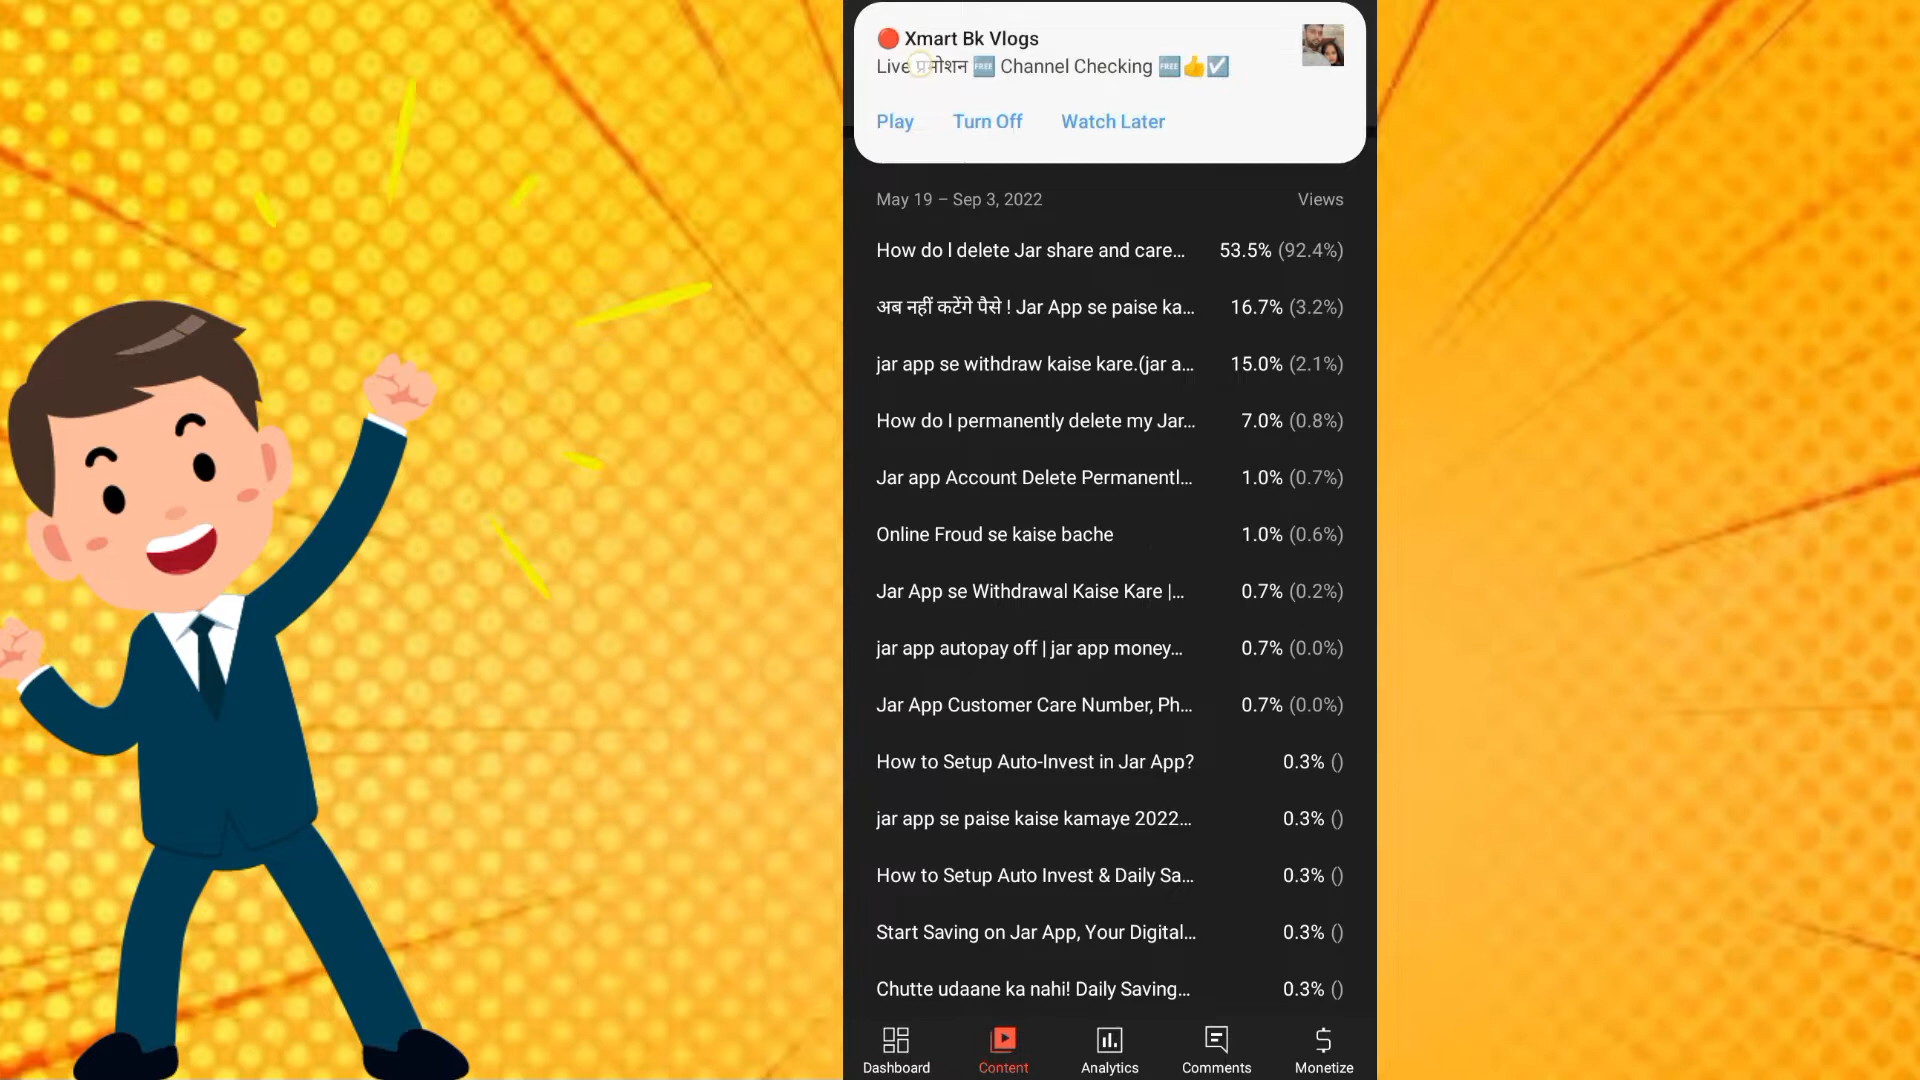 🔴 Xmart Bk Vlogs
Live प्रमोशन 🆓 Channel Checking 🆓👍☑️
Play Turn Off Watch Later
May 19 – Sep 3, 2022 Views
How do I delete Jar share and care... 53.5% (92.4%)
अब नहीं कटेंगे पैसे ! Jar App se paise ka... 16.7% (3.2%)
jar app se withdraw kaise kare.(jar a... 15.0% (2.1%)
How do I permanently delete my Jar... 7.0% (0.8%)
Jar app Account Delete Permanentl... 1.0% (0.7%)
Online Froud se kaise bache 1.0% (0.6%)
Jar App se Withdrawal Kaise Kare |... 0.7% (0.2%)
jar app autopay off | jar app money... 0.7% (0.0%)
Jar App Customer Care Number, Ph... 0.7% (0.0%)
How to Setup Auto-Invest in Jar App? 0.3% ()
jar app se paise kaise kamaye 2022... 0.3% ()
How to Setup Auto Invest & Daily Sa... 0.3% ()
Start Saving on Jar App, Your Digital... 0.3% ()
Chutte udaane ka nahi! Daily Saving... 0.3% ()
Dashboard Content Analytics Comments Monetize